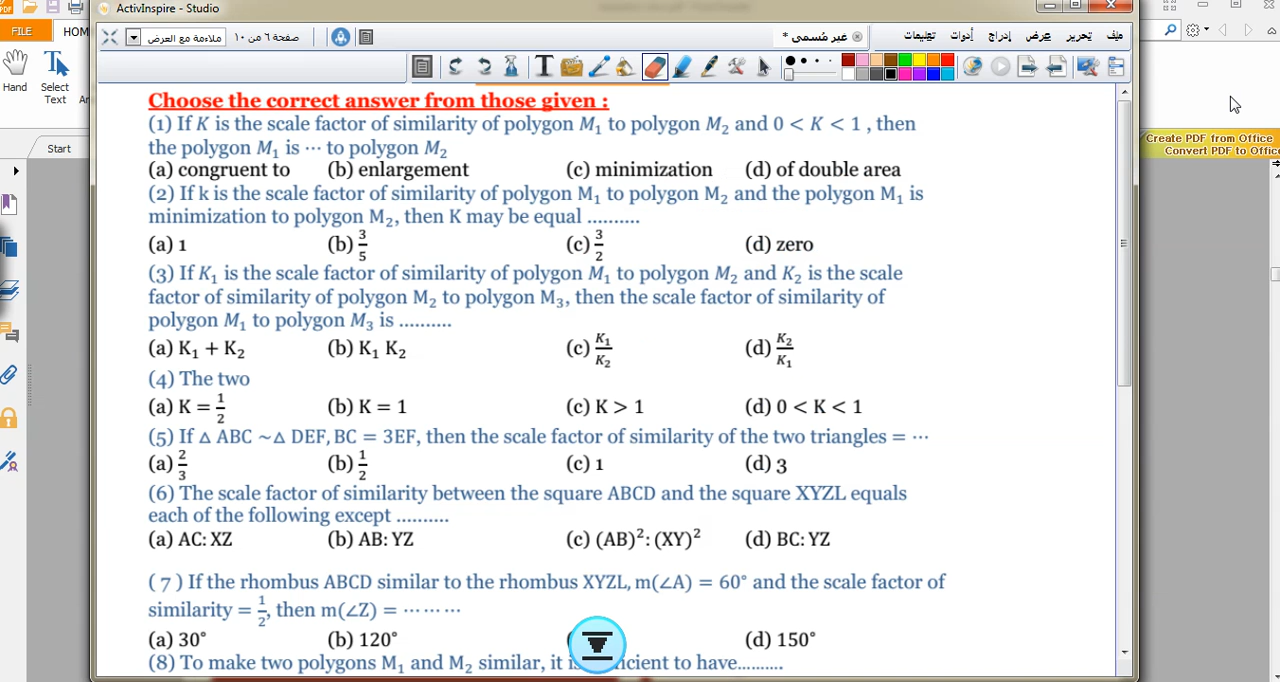 ActivInspire - Studio
FILE
HOM
صفحة ٦ من ١٠
ملاءمة مع العرض
غير مُسمى *
ملف تحرير عرض إدراج أدوات تعليمات
Hand
Select
Text
Start
Create PDF from Office
Convert PDF to Offic
Choose the correct answer from those given :
(1) If K is the scale factor of similarity of polygon M₁ to polygon M₂ and 0 < K < 1 , then
the polygon M₁ is ··· to polygon M₂
(a) congruent to (b) enlargement (c) minimization (d) of double area
(2) If k is the scale factor of similarity of polygon M₁ to polygon M₂ and the polygon M₁ is
minimization to polygon M₂, then K may be equal ..........
(a) 1 (b) 3/5 (c) 3/2 (d) zero
(3) If K₁ is the scale factor of similarity of polygon M₁ to polygon M₂ and K₂ is the scale
factor of similarity of polygon M₂ to polygon M₃, then the scale factor of similarity of
polygon M₁ to polygon M₃ is ..........
(a) K₁ + K₂ (b) K₁ K₂ (c) K₁/K₂ (d) K₂/K₁
(4) The two
(a) K = 1/2 (b) K = 1 (c) K > 1 (d) 0 < K < 1
(5) If △ ABC ~△ DEF, BC = 3EF, then the scale factor of similarity of the two triangles = ···
(a) 2/3 (b) 1/2 (c) 1 (d) 3
(6) The scale factor of similarity between the square ABCD and the square XYZL equals
each of the following except ..........
(a) AC: XZ (b) AB: YZ (c) (AB)²: (XY)² (d) BC: YZ
( 7 ) If the rhombus ABCD similar to the rhombus XYZL, m(∠A) = 60° and the scale factor of
similarity = 1/2, then m(∠Z) = ··· ··· ···
(a) 30° (b) 120° (d) 150°
(8) To make two polygons M₁ and M₂ similar, it to have..........